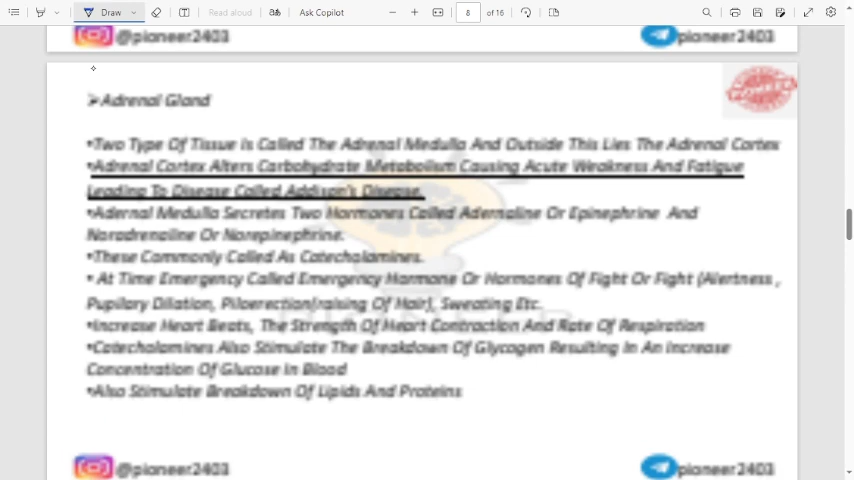 Draw
Read aloud
Ask Copilot
8
of 16
@pioneer2403
pioneer2403
➢Adrenal Gland
•Two Type Of Tissue Is Called The Adrenal Medulla And Outside This Lies The Adrenal Cortex
•Adrenal Cortex Alters Carbohydrate Metabolism Causing Acute Weakness And Fatigue
Leading To Disease Called Addison's Disease.
•Adernal Medulla Secretes Two Hormones Called Adernaline Or Epinephrine And
Noradrenaline Or Norepinephrine.
•These Commonly Called As Catecholamines.
• At Time Emergency Called Emergency Hormone Or Hormones Of Fight Or Fight (Alertness ,
Pupilary Dilation, Piloerection(raising Of Hair), Sweating Etc.
•Increase Heart Beats, The Strength Of Heart Contraction And Rate Of Respiration
•Catecholamines Also Stimulate The Breakdown Of Glycogen Resulting In An Increase
Concentration Of Glucose In Blood
•Also Stimulate Breakdown Of Lipids And Proteins
@pioneer2403
pioneer2403